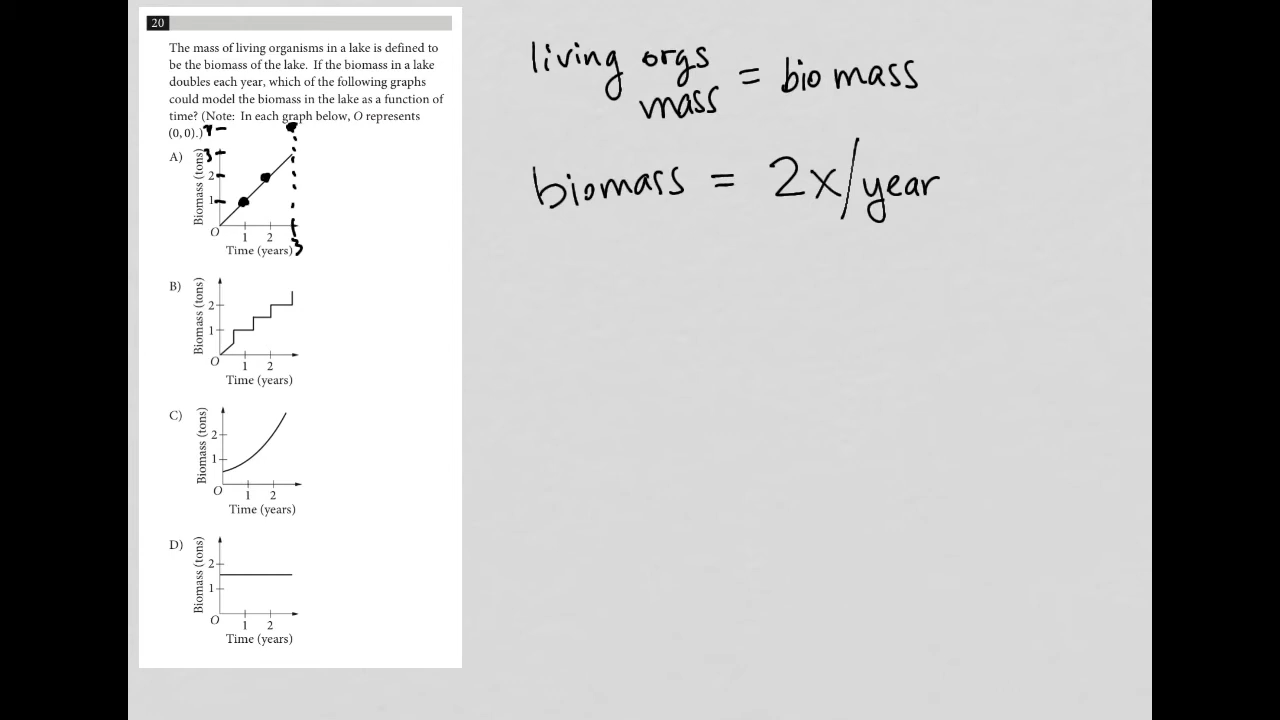 20
The mass of living organisms in a lake is defined to
be the biomass of the lake. If the biomass in a lake
doubles each year, which of the following graphs
could model the biomass in the lake as a function of
time? (Note: In each graph below, O represents
(0, 0).)
4
A)
Biomass (tons)
3
2
1
O
1 2 3
Time (years)
B)
Biomass (tons)
2
1
O
1 2
Time (years)
C)
Biomass (tons)
2
1
O
1 2
Time (years)
D)
Biomass (tons)
2
1
O
1 2
Time (years)
living orgs
mass = bio mass
biomass = 2x/year